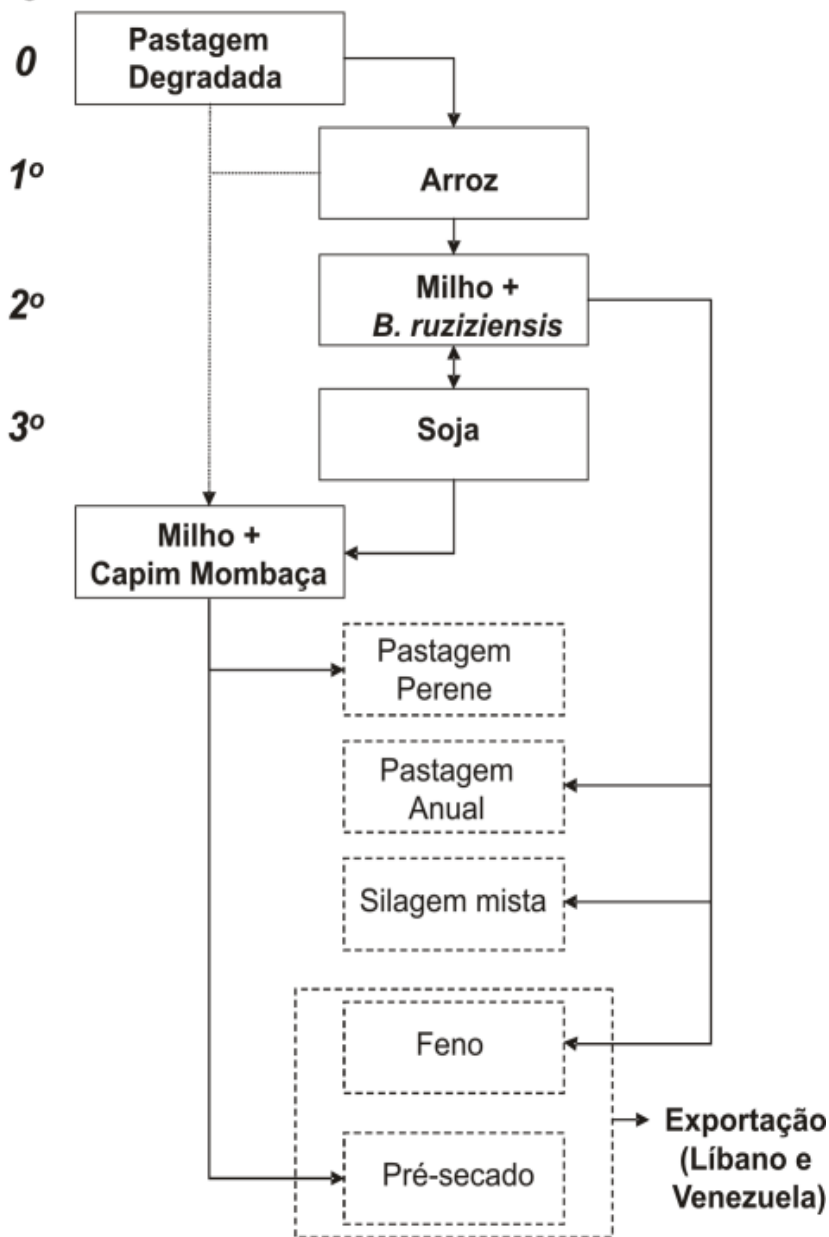 0
Pastagem
Degradada
1º
Arroz
2º
Milho +
B. ruziziensis
3º
Soja
Milho +
Capim Mombaça
Pastagem
Perene
Pastagem
Anual
Silagem mista
Feno
Pré-secado
Exportação
(Líbano e
Venezuela)